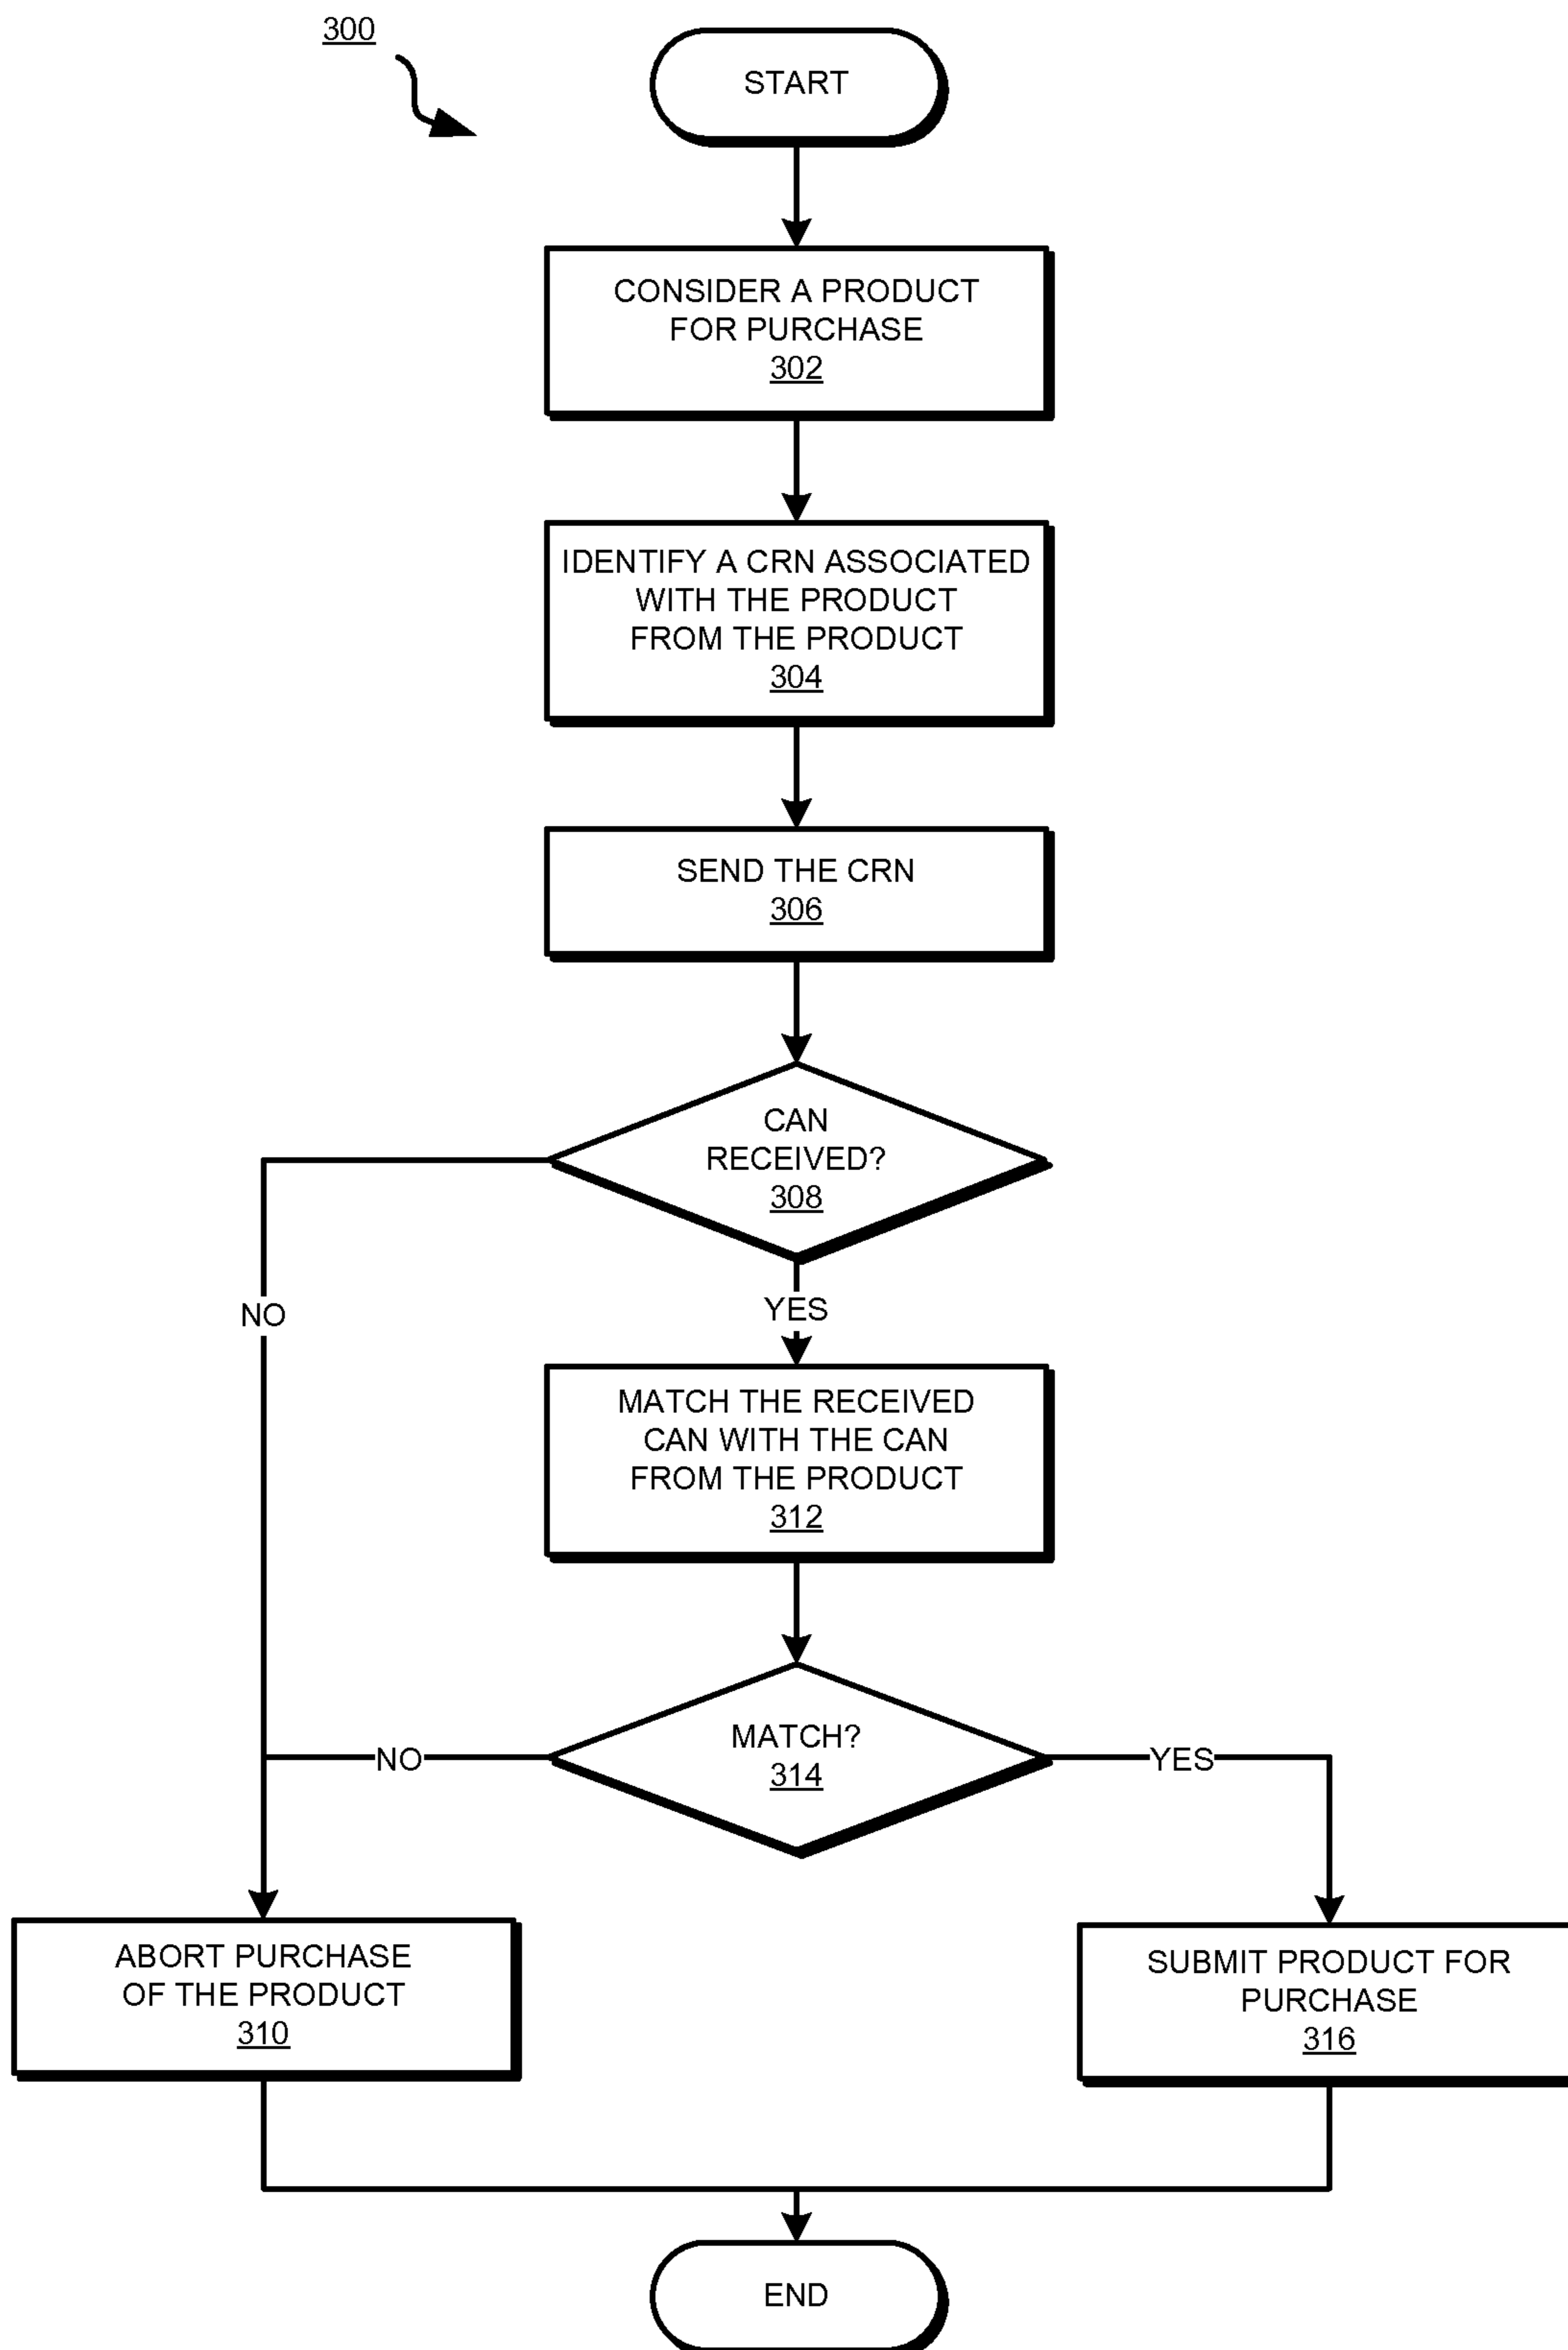 300
START
CONSIDER A PRODUCT
FOR PURCHASE
302
IDENTIFY A CRN ASSOCIATED
WITH THE PRODUCT
FROM THE PRODUCT
304
SEND THE CRN
306
CAN
RECEIVED?
308
NO
YES
MATCH THE RECEIVED
CAN WITH THE CAN
FROM THE PRODUCT
312
MATCH?
314
NO
YES
ABORT PURCHASE
OF THE PRODUCT
310
SUBMIT PRODUCT FOR
PURCHASE
316
END